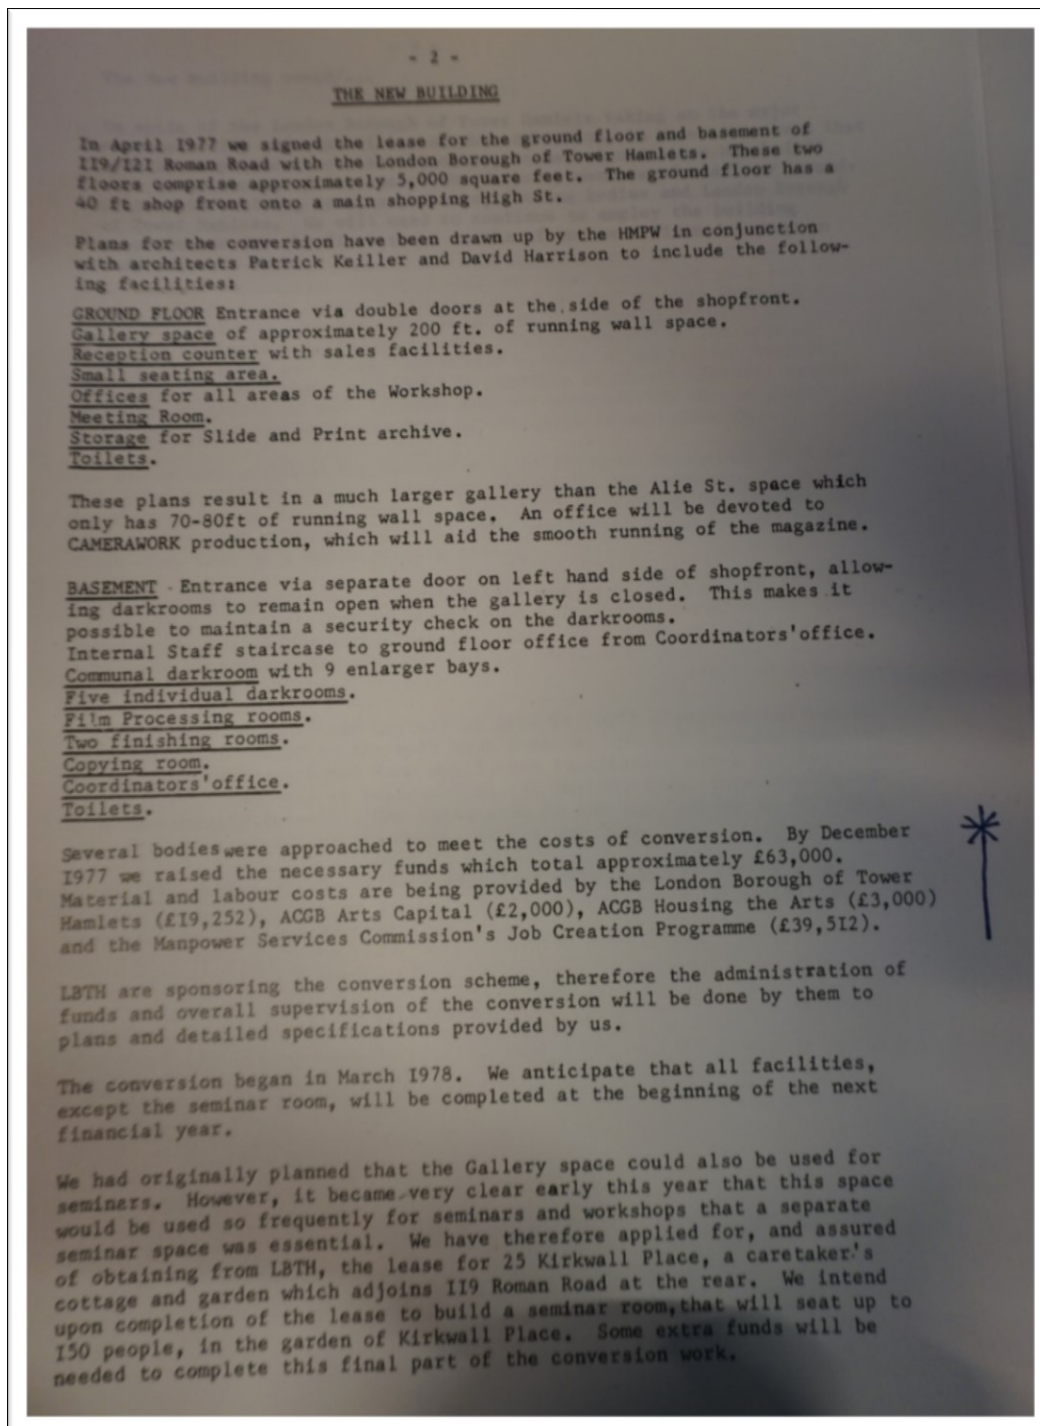 - 2 -
THE NEW BUILDING
In April I977 we signed the lease for the ground floor and basement of
II9/I2I Roman Road with the London Borough of Tower Hamlets. These two
floors comprise approximately 5,000 square feet. The ground floor has a
40 ft shop front onto a main shopping High St.
Plans for the conversion have been drawn up by the HMPW in conjunction
with architects Patrick Keiller and David Harrison to include the follow-
ing facilities:
GROUND FLOOR Entrance via double doors at the side of the shopfront.
Gallery space of approximately 200 ft. of running wall space.
Reception counter with sales facilities.
Small seating area.
Offices for all areas of the Workshop.
Meeting Room.
Storage for Slide and Print archive.
Toilets.
These plans result in a much larger gallery than the Alie St. space which
only has 70-80ft of running wall space. An office will be devoted to
CAMERAWORK production, which will aid the smooth running of the magazine.
BASEMENT Entrance via separate door on left hand side of shopfront, allow-
ing darkrooms to remain open when the gallery is closed. This makes it
possible to maintain a security check on the darkrooms.
Internal Staff staircase to ground floor office from Coordinators'office.
Communal darkroom with 9 enlarger bays.
Five individual darkrooms.
Film Processing rooms.
Two finishing rooms.
Copying room.
Coordinators'office.
Toilets.
Several bodies were approached to meet the costs of conversion. By December
I977 we raised the necessary funds which total approximately £63,000.
Material and labour costs are being provided by the London Borough of Tower
Hamlets (£I9,252), ACGB Arts Capital (£2,000), ACGB Housing the Arts (£3,000)
and the Manpower Services Commission's Job Creation Programme (£39,5I2).
LBTH are sponsoring the conversion scheme, therefore the administration of
funds and overall supervision of the conversion will be done by them to
plans and detailed specifications provided by us.
The conversion began in March I978. We anticipate that all facilities,
except the seminar room, will be completed at the beginning of the next
financial year.
We had originally planned that the Gallery space could also be used for
seminers. However, it became very clear early this year that this space
would be used so frequently for seminars and workshops that a separate
seminar space was essential. We have therefore applied for, and assured
of obtaining from LBTH, the lease for 25 Kirkwall Place, a caretaker's
cottage and garden which adjoins II9 Roman Road at the rear. We intend
upon completion of the lease to build a seminar room,that will seat up to
I50 people, in the garden of Kirkwall Place. Some extra funds will be
needed to complete this final part of the conversion work.